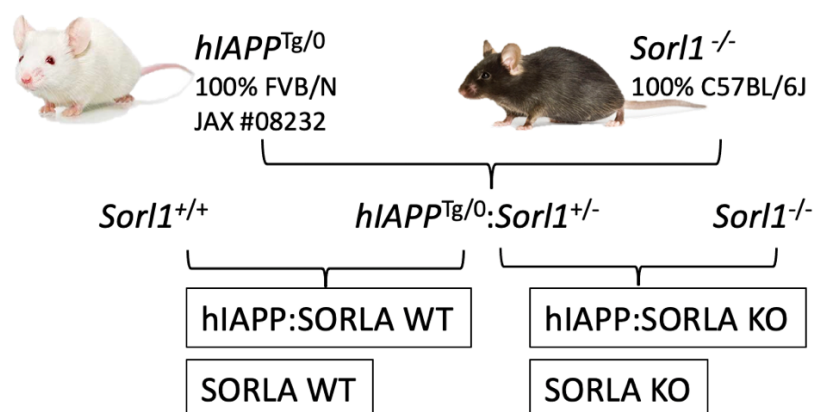 hIAPPᵀᵍ/⁰
100% FVB/N
JAX #08232
Sorl1 ⁻/⁻
100% C57BL/6J
Sorl1⁺/⁺
hIAPPᵀᵍ/⁰:Sorl1⁺/⁻
Sorl1⁻/⁻
hIAPP:SORLA WT
hIAPP:SORLA KO
SORLA WT
SORLA KO